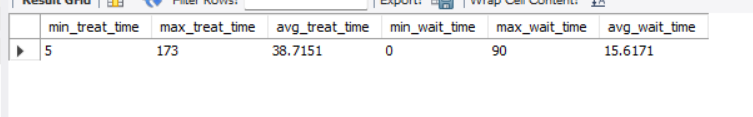 Result Grid Filter Rows: Export: Wrap Cell Content: IA
min_treat_time max_treat_time avg_treat_time min_wait_time max_wait_time avg_wait_time
5 173 38.7151 0 90 15.6171